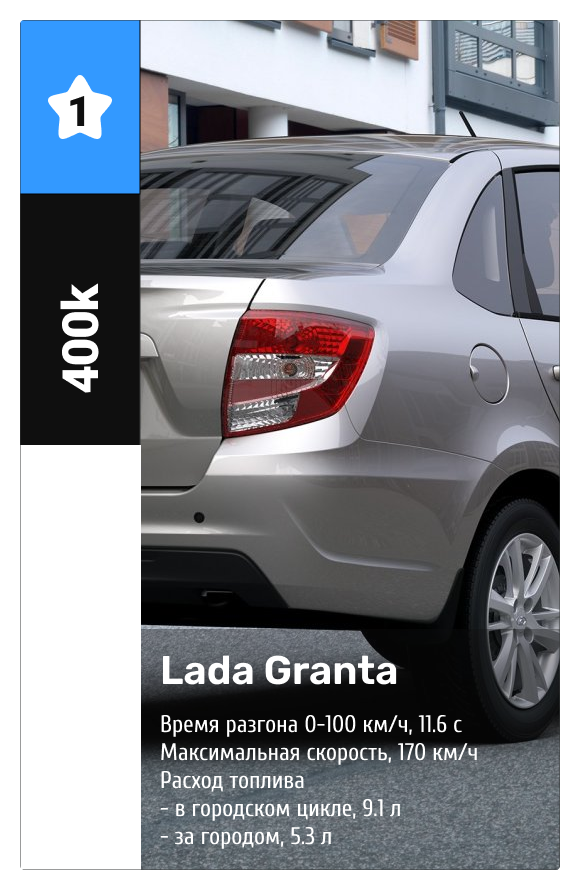 1
400k
Lada Granta
Время разгона 0-100 км/ч, 11.6 с
Максимальная скорость, 170 км/ч
Расход топлива
- в городском цикле, 9.1 л
- за городом, 5.3 л